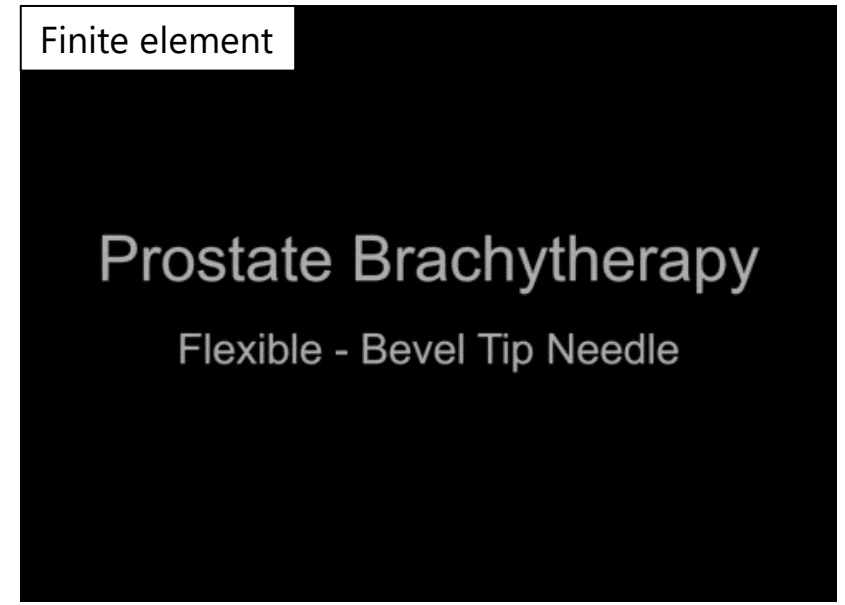 Finite element
Prostate Brachytherapy
Flexible - Bevel Tip Needle